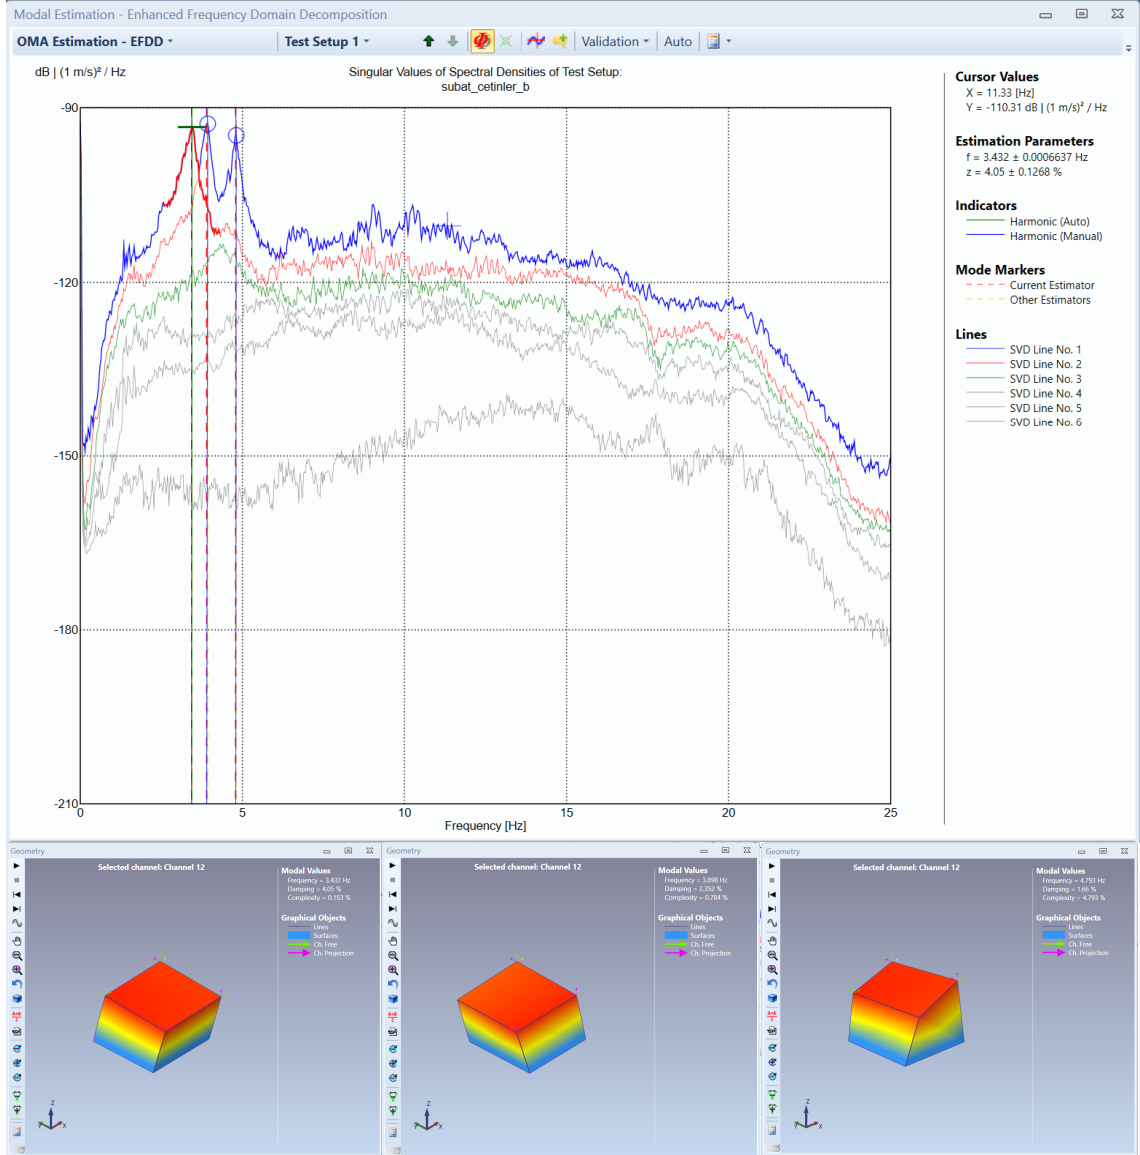 Modal Estimation - Enhanced Frequency Domain Decomposition
OMA Estimation - EFDD
Test Setup 1
Validation
Auto
dB | (1 m/s)² / Hz
Singular Values of Spectral Densities of Test Setup:
subat_cetinler_b
-90
-120
-150
-180
-210
0
5
10
15
20
25
Frequency [Hz]
Cursor Values
X = 11.33 [Hz]
Y = -110.31 dB | (1 m/s)² / Hz
Estimation Parameters
f = 3.432 ± 0.0006637 Hz
z = 4.05 ± 0.1268 %
Indicators
Harmonic (Auto)
Harmonic (Manual)
Mode Markers
Current Estimator
Other Estimators
Lines
SVD Line No. 1
SVD Line No. 2
SVD Line No. 3
SVD Line No. 4
SVD Line No. 5
SVD Line No. 6
Geometry
Selected channel: Channel 12
Modal Values
Frequency = 3.432 Hz
Damping = 4.05 %
Complexity = 0.153 %
Graphical Objects
Lines
Surfaces
Ch. Free
Ch. Projection
Z
Y
X
Geometry
Selected channel: Channel 12
Modal Values
Frequency = 3.898 Hz
Damping = 2.352 %
Complexity = 0.784 %
Graphical Objects
Lines
Surfaces
Ch. Free
Ch. Projection
Z
Y
X
Geometry
Selected channel: Channel 12
Modal Values
Frequency = 4.793 Hz
Damping = 1.66 %
Complexity = 4.793 %
Graphical Objects
Lines
Surfaces
Ch. Free
Ch. Projection
Z
Y
X